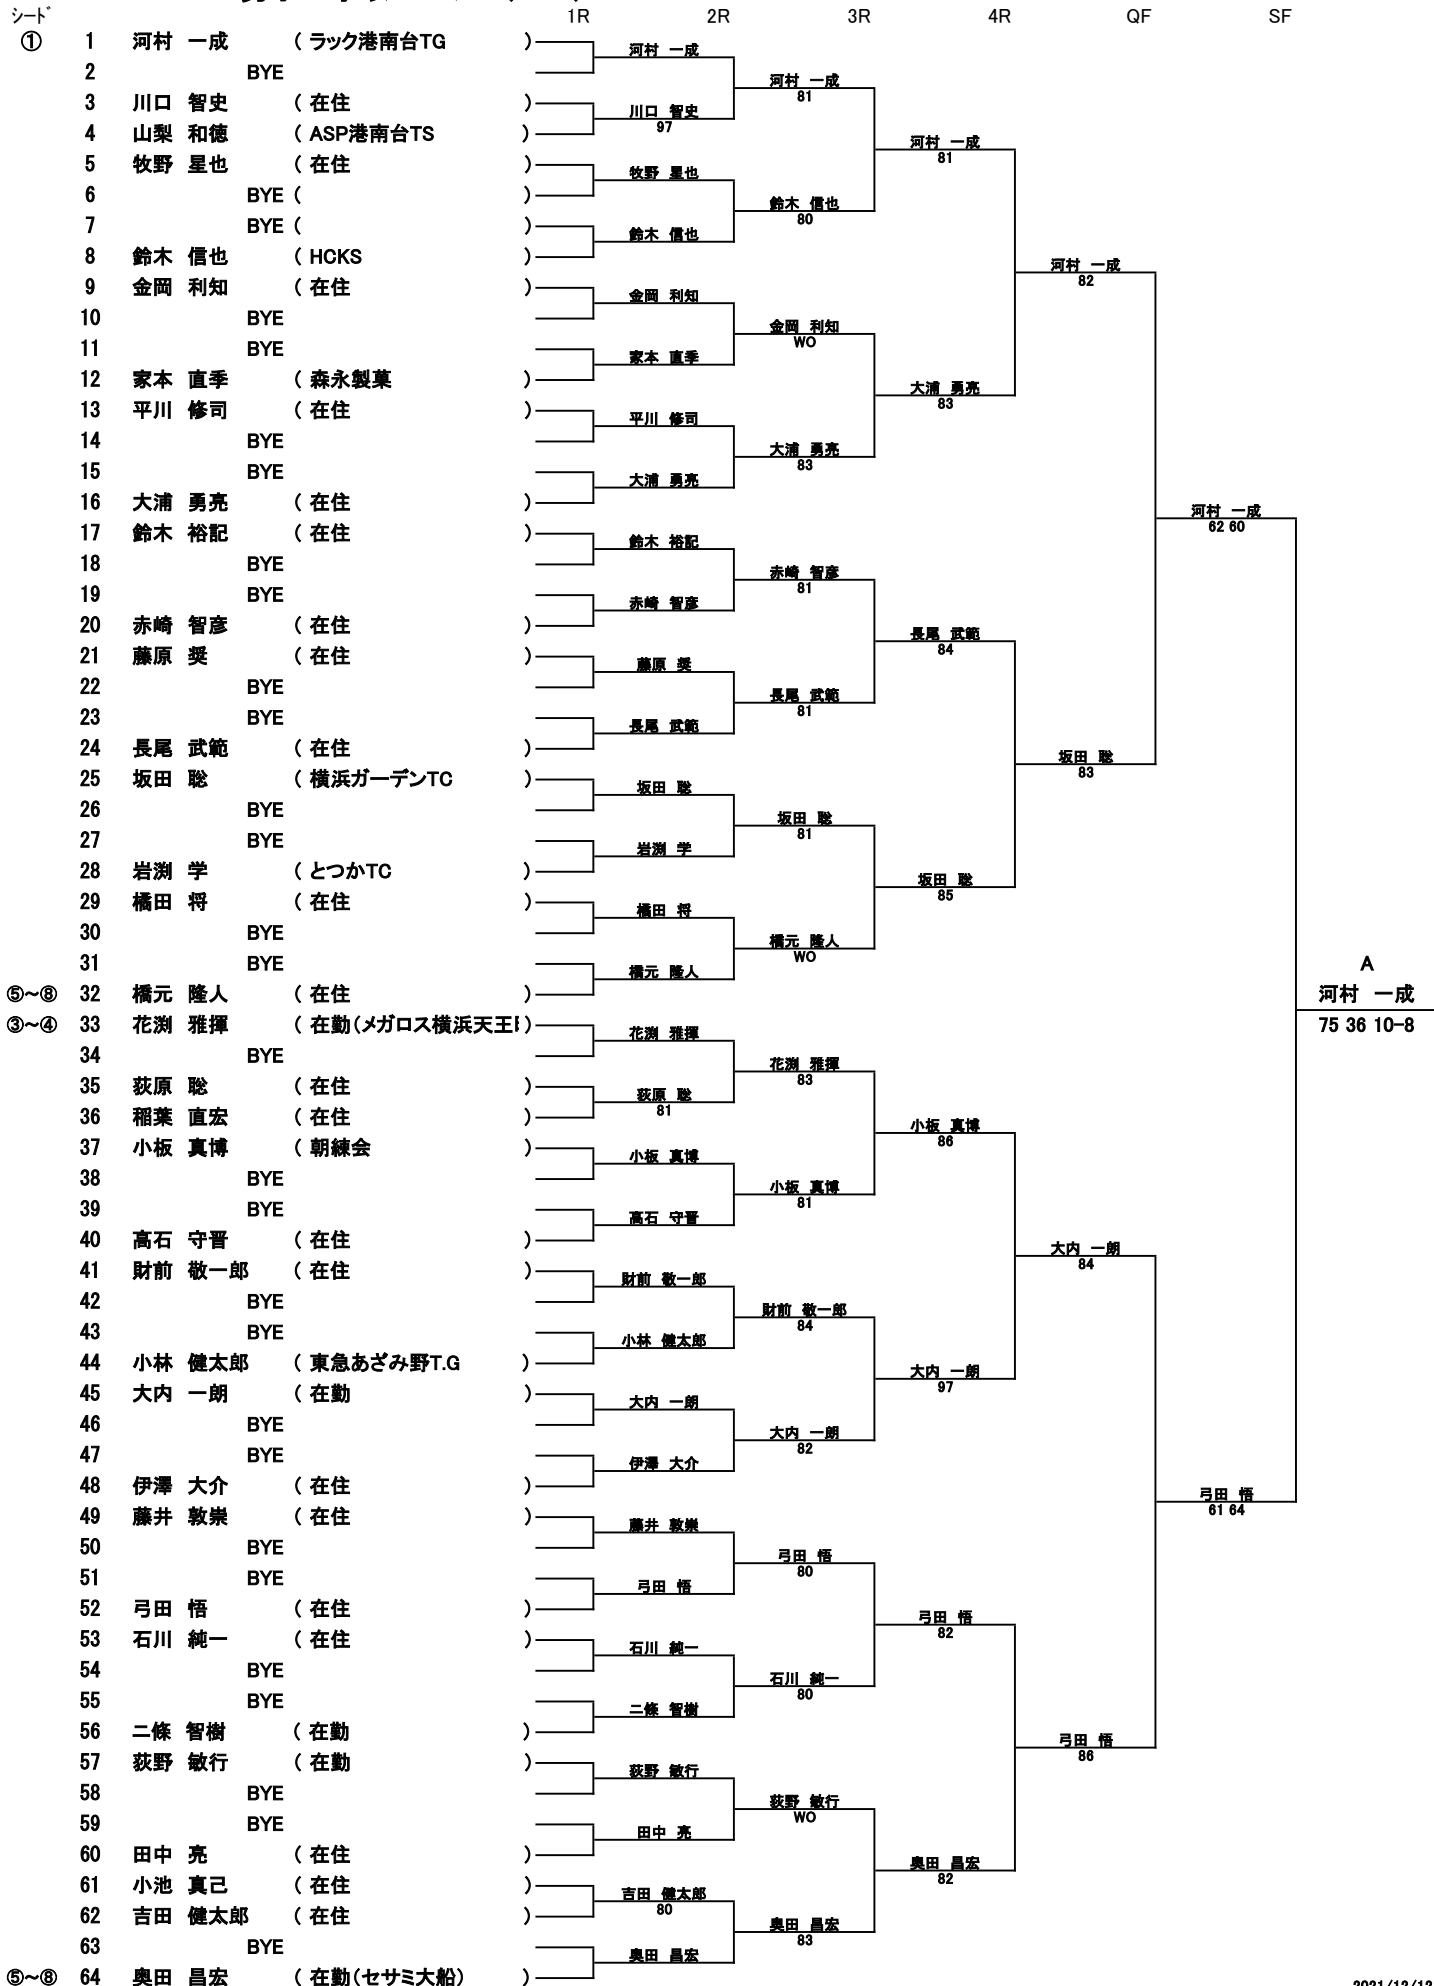 シード 1R 2R 3R 4R QF SF
① 1 河村 一成 ( ラック港南台TG )
河村 一成
2 BYE
河村 一成
81
3 川口 智史 ( 在住 )
川口 智史
97
4 山梨 和徳 ( ASP港南台TS )
河村 一成
81
5 牧野 星也 ( 在住 )
牧野 星也
6 BYE ( )
鈴木 信也
80
7 BYE ( )
鈴木 信也
8 鈴木 信也 ( HCKS )
河村 一成
82
9 金岡 利知 ( 在住 )
金岡 利知
10 BYE
金岡 利知
WO
11 BYE
家本 直季
12 家本 直季 ( 森永製菓 )
大浦 勇亮
83
13 平川 修司 ( 在住 )
平川 修司
14 BYE
大浦 勇亮
83
15 BYE
大浦 勇亮
16 大浦 勇亮 ( 在住 )
河村 一成
62 60
17 鈴木 裕記 ( 在住 )
鈴木 裕記
18 BYE
赤崎 智彦
81
19 BYE
赤崎 智彦
20 赤崎 智彦 ( 在住 )
長尾 武範
84
21 藤原 奨 ( 在住 )
藤原 奨
22 BYE
長尾 武範
81
23 BYE
長尾 武範
24 長尾 武範 ( 在住 )
坂田 聡
83
25 坂田 聡 ( 横浜ガーデンTC )
坂田 聡
26 BYE
坂田 聡
81
27 BYE
岩渕 学
28 岩渕 学 ( とつかTC )
坂田 聡
85
29 橘田 将 ( 在住 )
橘田 将
30 BYE
橋元 隆人
WO
31 BYE
橋元 隆人
A
⑤~⑧ 32 橋元 隆人 ( 在住 )
河村 一成
75 36 10-8
③~④ 33 花渕 雅揮 ( 在勤(メガロス横浜天王 )
花渕 雅揮
34 BYE
花渕 雅揮
83
35 荻原 聡 ( 在住 )
荻原 聡
81
36 稲葉 直宏 ( 在住 )
小板 真博
86
37 小板 真博 ( 朝練会 )
小板 真博
38 BYE
小板 真博
81
39 BYE
高石 守晋
40 高石 守晋 ( 在住 )
大内 一朗
84
41 財前 敬一郎 ( 在住 )
財前 敬一郎
42 BYE
財前 敬一郎
84
43 BYE
小林 健太郎
44 小林 健太郎 ( 東急あざみ野T.G )
大内 一朗
97
45 大内 一朗 ( 在勤 )
大内 一朗
46 BYE
大内 一朗
82
47 BYE
伊澤 大介
48 伊澤 大介 ( 在住 )
弓田 悟
61 64
49 藤井 敦崇 ( 在住 )
藤井 敦崇
50 BYE
弓田 悟
80
51 BYE
弓田 悟
52 弓田 悟 ( 在住 )
弓田 悟
82
53 石川 純一 ( 在住 )
石川 純一
54 BYE
石川 純一
80
55 BYE
二條 智樹
56 二條 智樹 ( 在勤 )
弓田 悟
86
57 荻野 敏行 ( 在勤 )
荻野 敏行
58 BYE
荻野 敏行
WO
59 BYE
田中 亮
60 田中 亮 ( 在住 )
奥田 昌宏
82
61 小池 真己 ( 在住 )
吉田 健太郎
80
62 吉田 健太郎 ( 在住 )
奥田 昌宏
83
63 BYE
奥田 昌宏
⑤~⑧ 64 奥田 昌宏 ( 在勤(セサミ大船) )